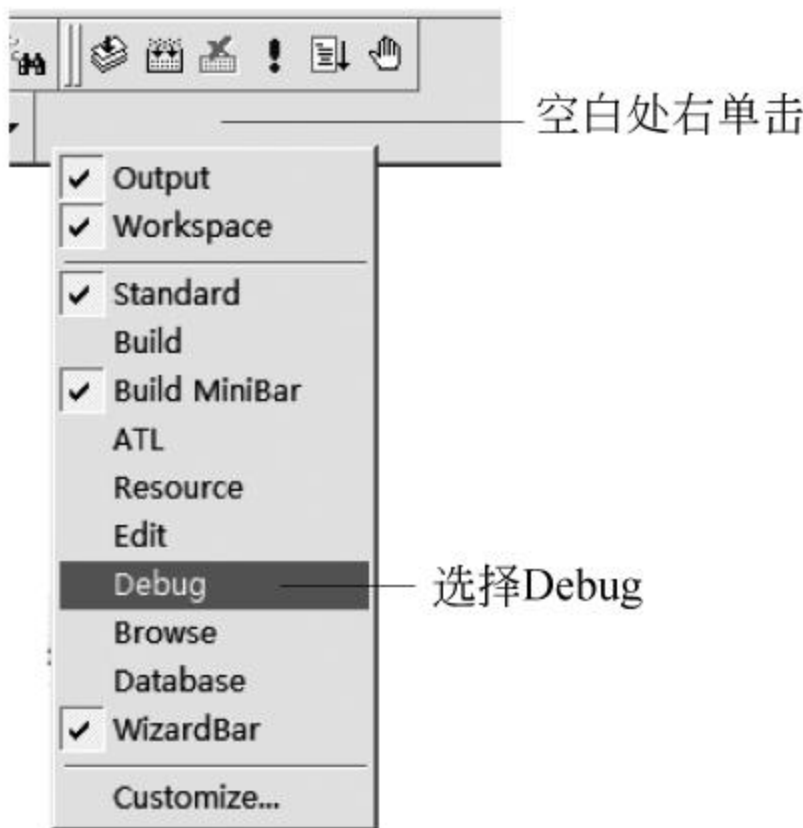 空白处右单击
Output
Workspace
Standard
Build
Build MiniBar
ATL
Resource
Edit
Debug
选择Debug
Browse
Database
WizardBar
Customize...